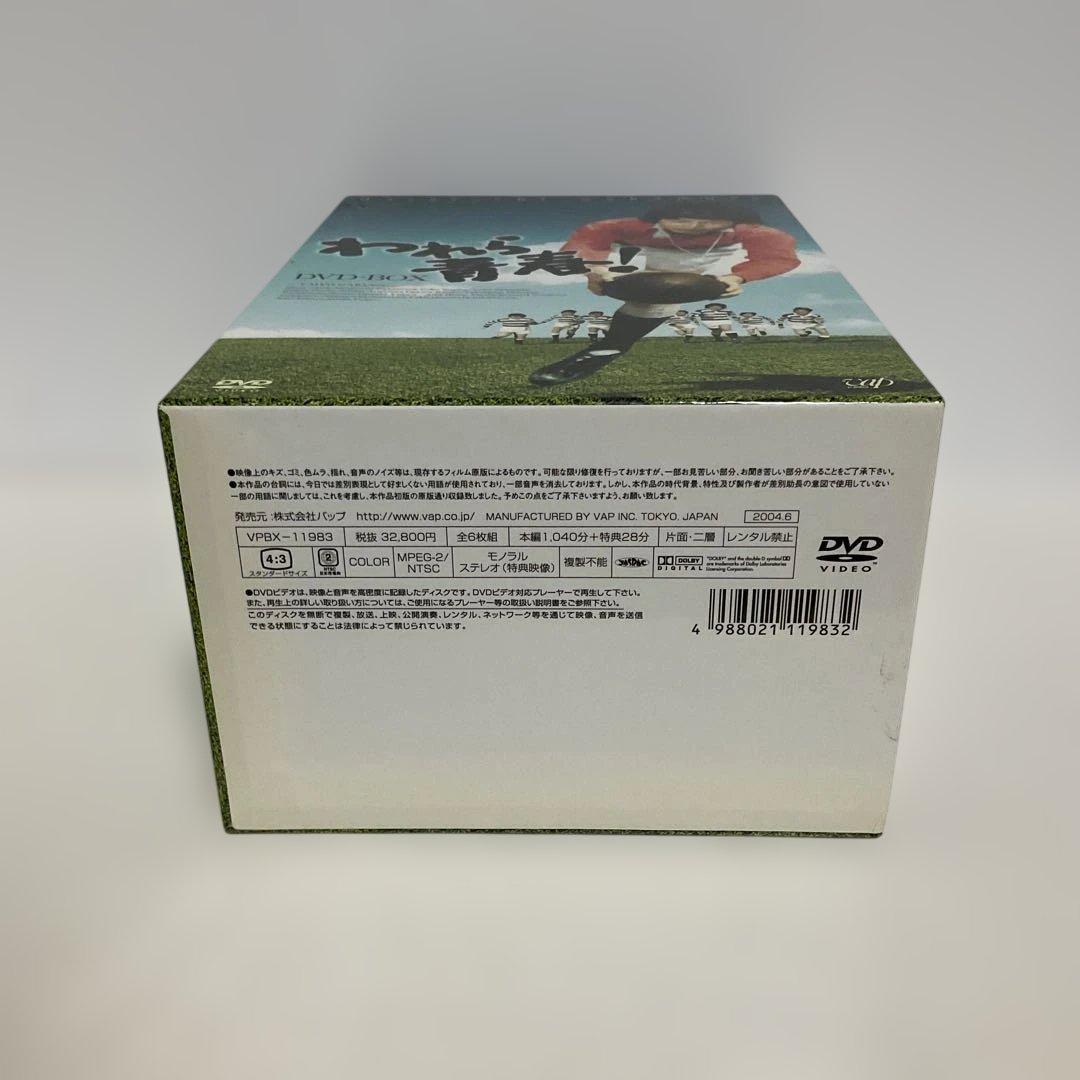 われら
青春!
DVD-BOX
DVD
VIDEO
vap
●映像上のキズ、ゴミ、色ムラ、揺れ、音声のノイズ等は、現存するフィルム原版によるものです。可能な限り修復を行っておりますが、一部お見苦しい部分、お聞き苦しい部分があることをご了承下さい。
●本作品の台詞には、今日では差別表現として好ましくない用語が使用されており、一部音声を消去しております。しかし、本作品の時代背景、特性及び製作者が差別助長の意図で使用していない
一部の用語に関しましては、これを考慮し、本作品初版の原版通り収録致しました。予めこの点をご了承下さいますよう、お願い致します。
発売元:株式会社バップ http://www.vap.co.jp/ MANUFACTURED BY VAP INC. TOKYO. JAPAN 2004.6
VPBX-11983 税抜 32,800円 全6枚組 本編1,040分+特典28分 片面・二層 レンタル禁止
4:3 スタンダードサイズ 2 NTSC 日本市場向 COLOR MPEG-2/NTSC モノラル ステレオ(特典映像) 複製不能 JASRAC DOLBY DIGITAL "DOLBY" and the double-D symbol are trademarks of Dolby Laboratories Licensing Corporation.
DVD
VIDEO
●DVDビデオは、映像と音声を高密度に記録したディスクです。DVDビデオ対応プレーヤーで再生して下さい。
また、再生上の詳しい取り扱い方については、ご使用になるプレーヤー等の取扱い説明書をご参照下さい。
このディスクを無断で複製、放送、上映、公開演奏、レンタル、ネットワーク等を通じて映像、音声を送信
できる状態にすることは法律によって禁じられています。
4 988021 119832